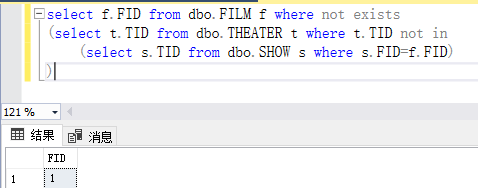 select f.FID from dbo.FILM f where not exists
(select t.TID from dbo.THEATER t where t.TID not in
(select s.TID from dbo.SHOW s where s.FID=f.FID)
)
121 %
结果 消息
FID
1 1